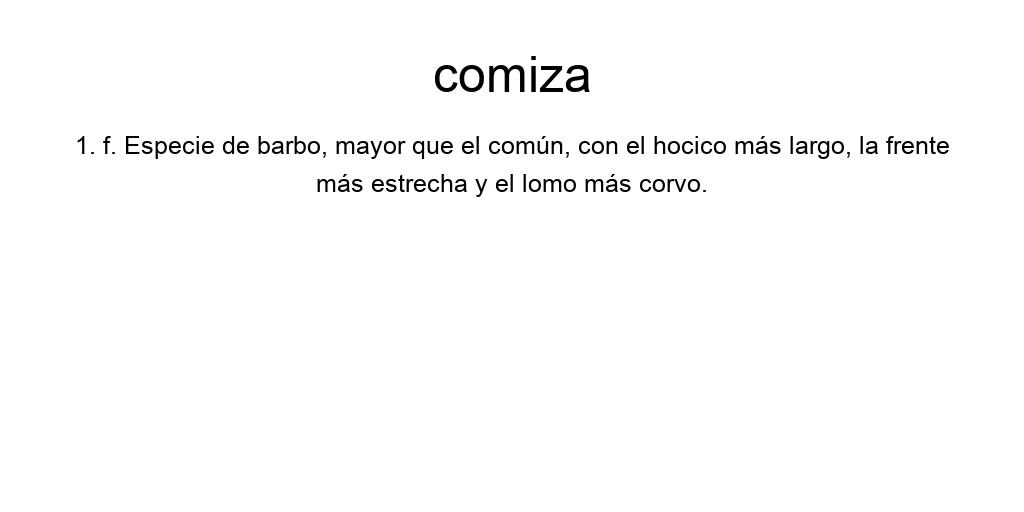 comiza
1. f. Especie de barbo, mayor que el común, con el hocico más largo, la frente
más estrecha y el lomo más corvo.